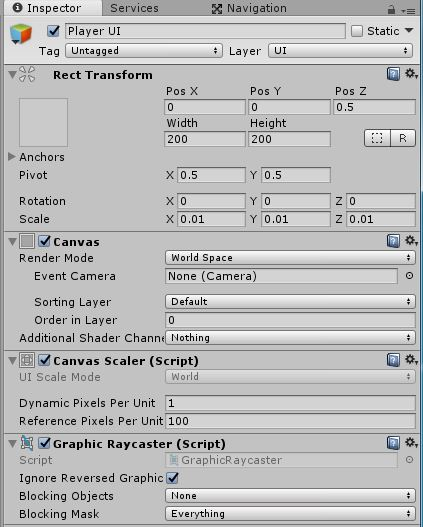 Inspector Services Navigation
Player UI Static
Tag Untagged Layer UI
Rect Transform
Pos X Pos Y Pos Z
0 0 0.5
Width Height
200 200
R
Anchors
Pivot X 0.5 Y 0.5
Rotation X 0 Y 0 Z 0
Scale X 0.01 Y 0.01 Z 0.01
Canvas
Render Mode World Space
Event Camera None (Camera)
Sorting Layer Default
Order in Layer 0
Additional Shader Channe Nothing
Canvas Scaler (Script)
UI Scale Mode World
Dynamic Pixels Per Unit 1
Reference Pixels Per Unit 100
Graphic Raycaster (Script)
Script GraphicRaycaster
Ignore Reversed Graphic
Blocking Objects None
Blocking Mask Everything